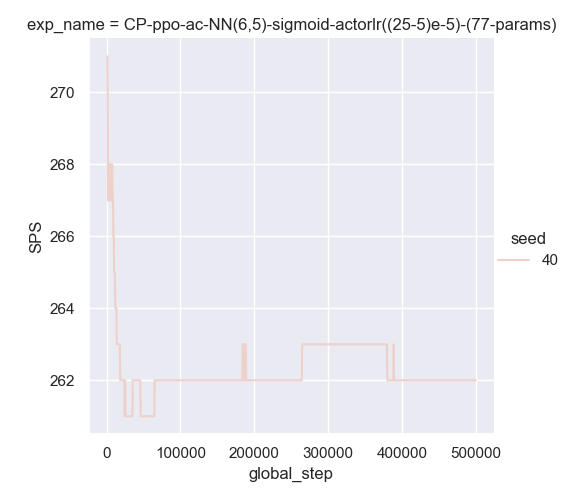 exp_name = CP-ppo-ac-NN(6,5)-sigmoid-actorlr((25-5)e-5)-(77-params)
270
268
266
264
262
SPS
seed
40
0 100000 200000 300000 400000 500000
global_step